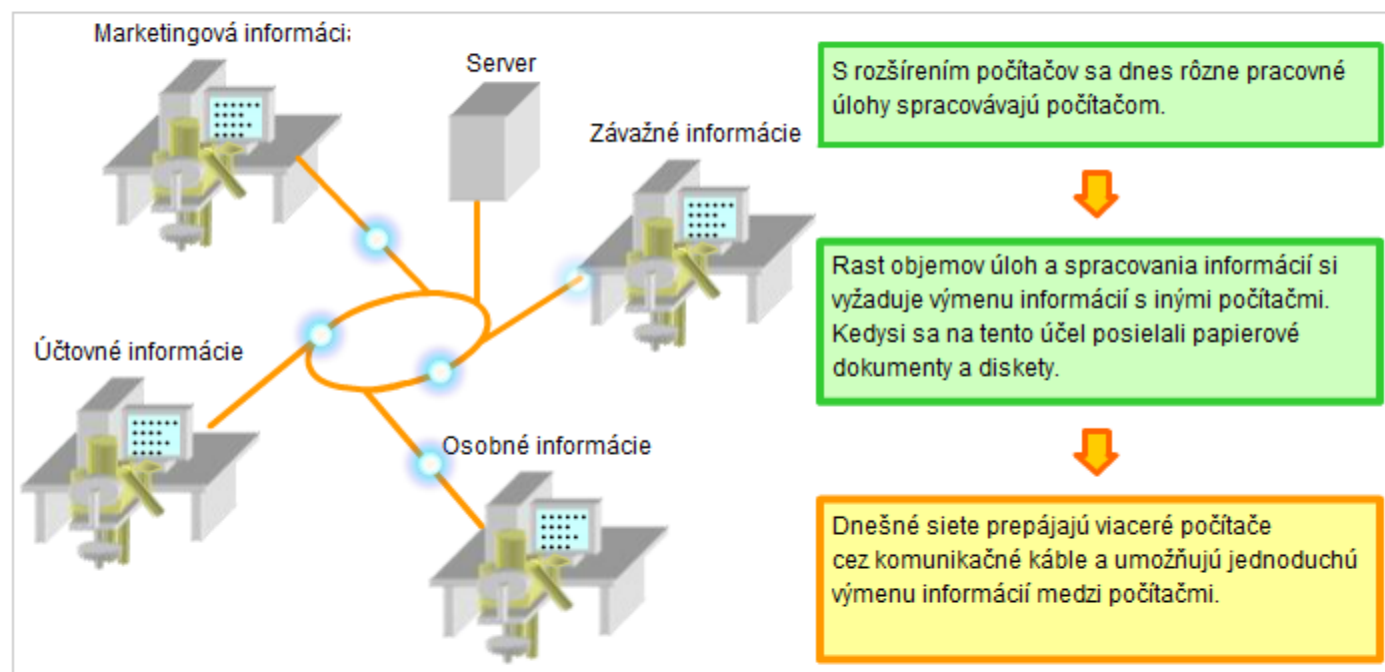 Marketingová informáci
Server
Závažné informácie
Účtovné informácie
Osobné informácie
S rozšírením počítačov sa dnes rôzne pracovné
úlohy spracovávajú počítačom.
Rast objemov úloh a spracovania informácií si
vyžaduje výmenu informácií s inými počítačmi.
Kedysi sa na tento účel posielali papierové
dokumenty a diskety.
Dnešné siete prepájajú viaceré počítače
cez komunikačné káble a umožňujú jednoduchú
výmenu informácií medzi počítačmi.